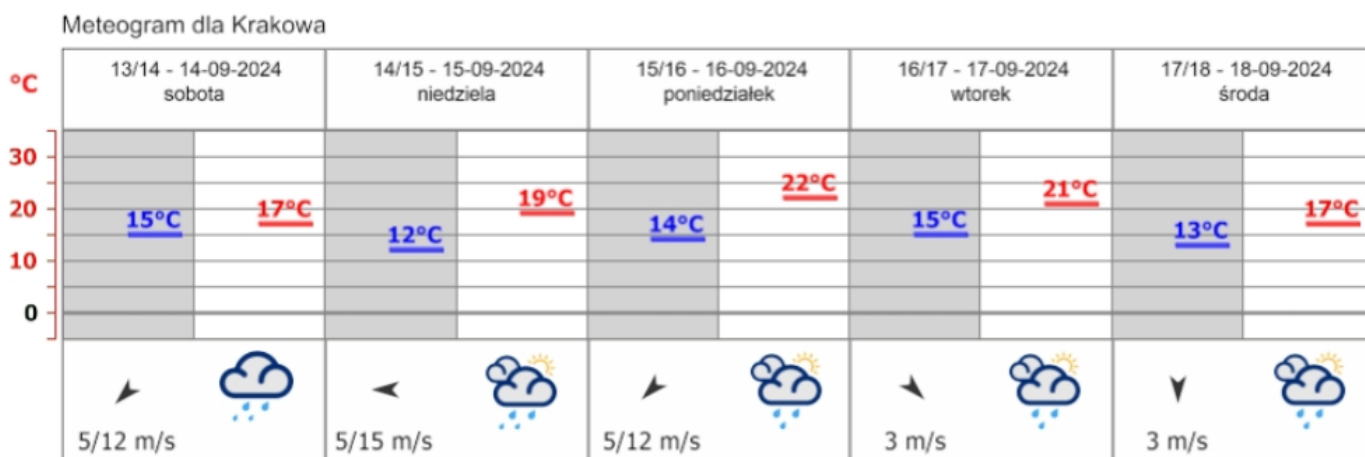 Meteogram dla Krakowa
°C
13/14 - 14-09-2024
sobota
14/15 - 15-09-2024
niedziela
15/16 - 16-09-2024
poniedziałek
16/17 - 17-09-2024
wtorek
17/18 - 18-09-2024
środa
30
20
10
0
15°C
17°C
12°C
19°C
14°C
22°C
15°C
21°C
13°C
17°C
5/12 m/s
5/15 m/s
5/12 m/s
3 m/s
3 m/s